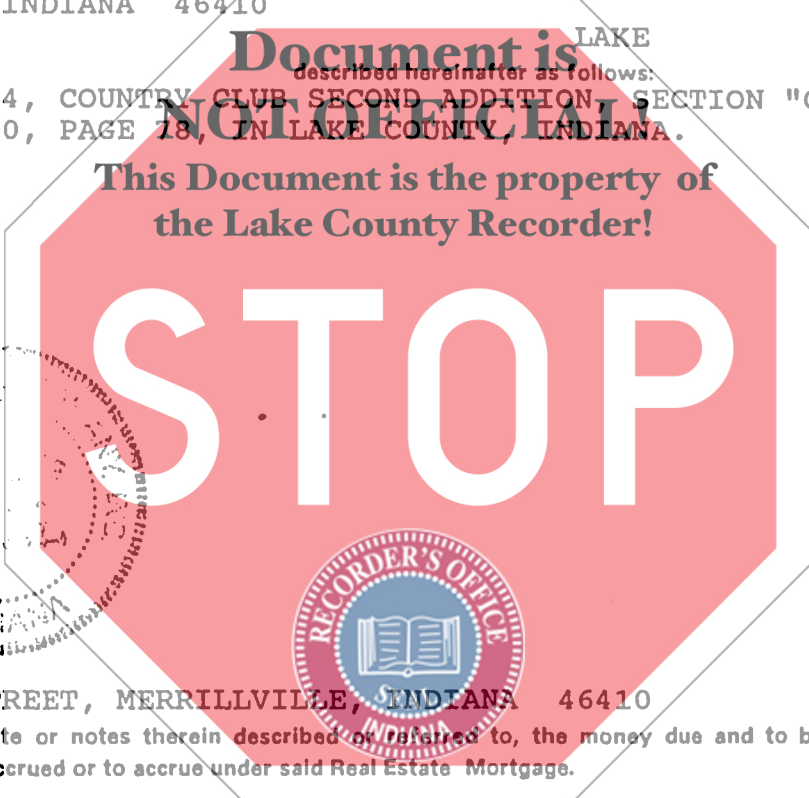 INDIANA 46410
Document is
LAKE
described hereinafter as follows:
4, COUNTRY CLUB SECOND ADDITION, SECTION "
NOT OFFICIAL!
0, PAGE 78, IN LAKE COUNTY, INDIANA.
This Document is the property of
the Lake County Recorder!
STOP
RECORDER'S OFFICE
SEAL
INDIANA
REET, MERRILLVILLE, INDIANA 46410
te or notes therein described or referred to, the money due and to b
ccrued or to accrue under said Real Estate Mortgage.